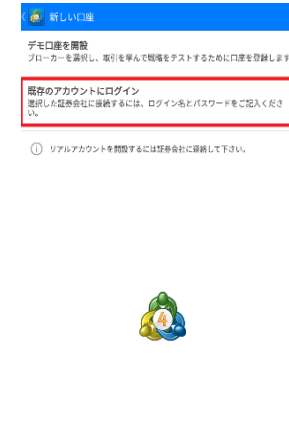 新しい口座
デモ口座を開設
ブローカーを選択し、取引を学んで戦略をテストするために口座を登録します
既存のアカウントにログイン
選択した証券会社に接続するには、ログイン名とパスワードをご記入くださ
い。
リアルアカウントを開設するには証券会社に連絡して下さい。
4